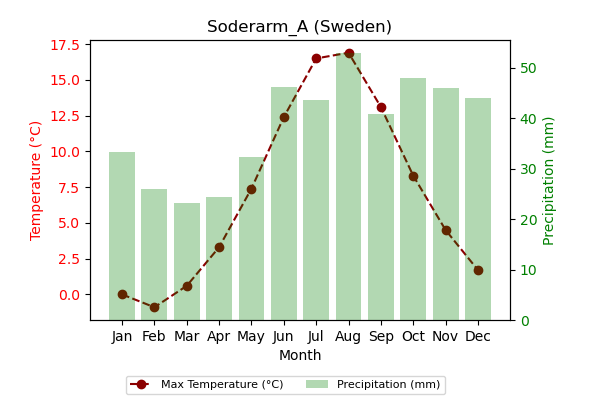 Soderarm_A (Sweden)
17.5
15.0
12.5
10.0
7.5
5.0
2.5
0.0
Temperature (°C)
50
40
30
20
10
0
Precipitation (mm)
Jan Feb Mar Apr May Jun Jul Aug Sep Oct Nov Dec
Month
Max Temperature (°C) Precipitation (mm)